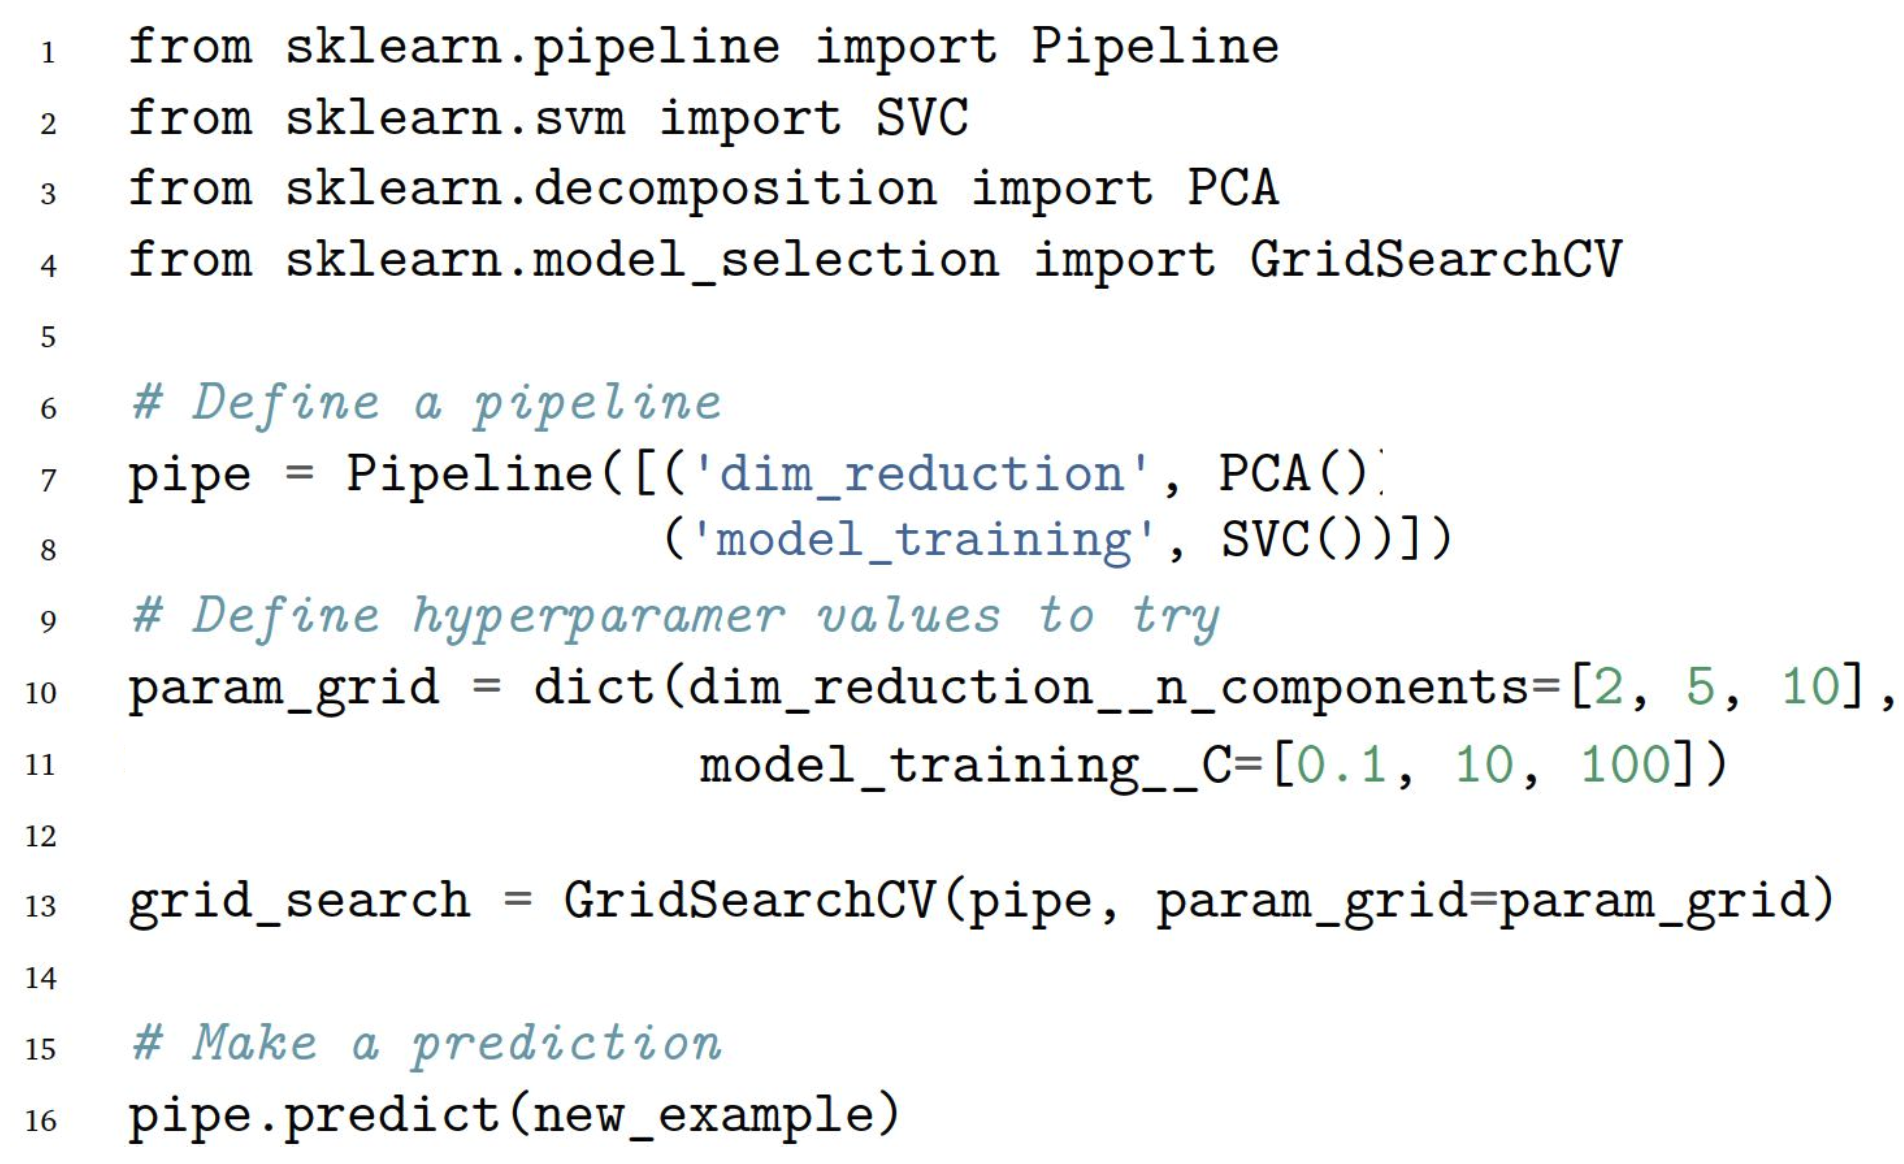 1 from sklearn.pipeline import Pipeline
2 from sklearn.svm import SVC
3 from sklearn.decomposition import PCA
4 from sklearn.model_selection import GridSearchCV
5
6 # Define a pipeline
7 pipe = Pipeline([('dim_reduction', PCA()
8 ('model_training', SVC())])
9 # Define hyperparamer values to try
10 param_grid = dict(dim_reduction__n_components=[2, 5, 10],
11 model_training__C=[0.1, 10, 100])
12
13 grid_search = GridSearchCV(pipe, param_grid=param_grid)
14
15 # Make a prediction
16 pipe.predict(new_example)